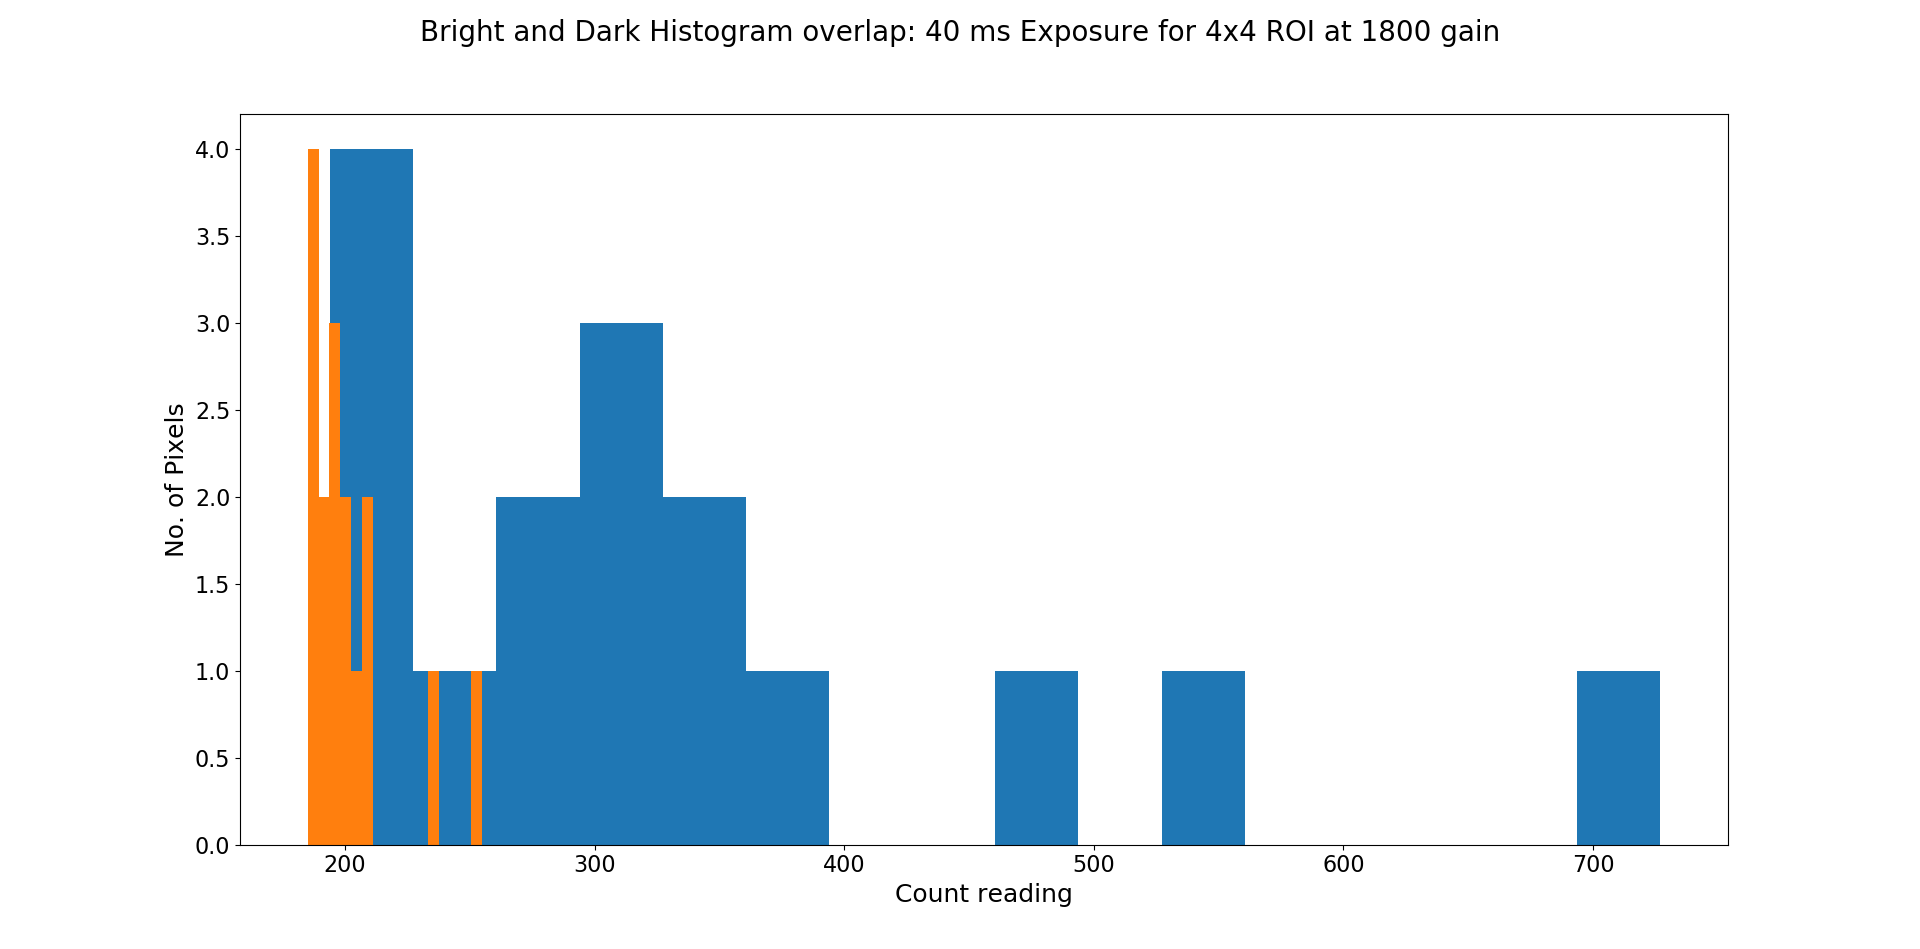 Bright and Dark Histogram overlap: 40 ms Exposure for 4x4 ROI at 1800 gain
4.0
3.5
3.0
2.5
2.0
1.5
1.0
0.5
0.0
No. of Pixels
200 300 400 500 600 700
Count reading